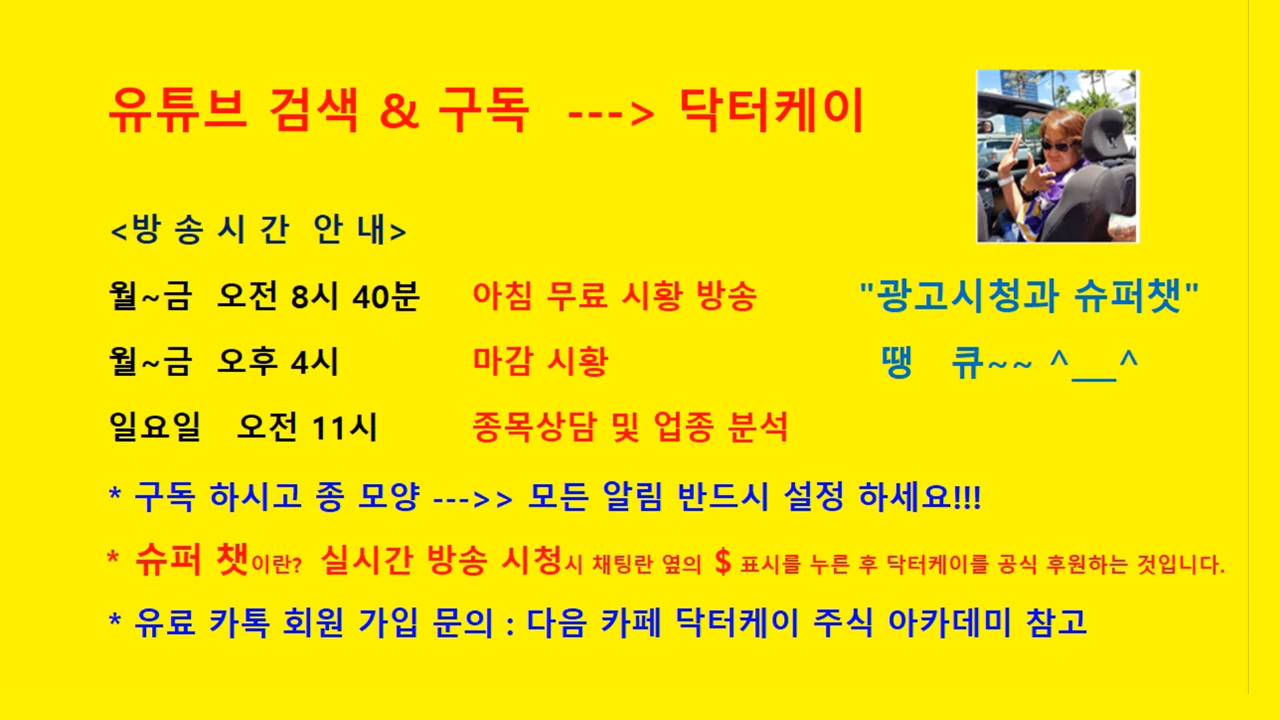 유튜브 검색 & 구독 ---> 닥터케이
<방 송 시 간 안 내>
월~금 오전 8시 40분 아침 무료 시황 방송 "광고시청과 슈퍼챗"
월~금 오후 4시 마감 시황 땡 큐~~ ^__^
일요일 오전 11시 종목상담 및 업종 분석
* 구독 하시고 종 모양 --->> 모든 알림 반드시 설정 하세요!!!
* 슈퍼 챗이란? 실시간 방송 시청시 채팅란 옆의 $ 표시를 누른 후 닥터케이를 공식 후원하는 것입니다.
* 유료 카톡 회원 가입 문의 : 다음 카페 닥터케이 주식 아카데미 참고